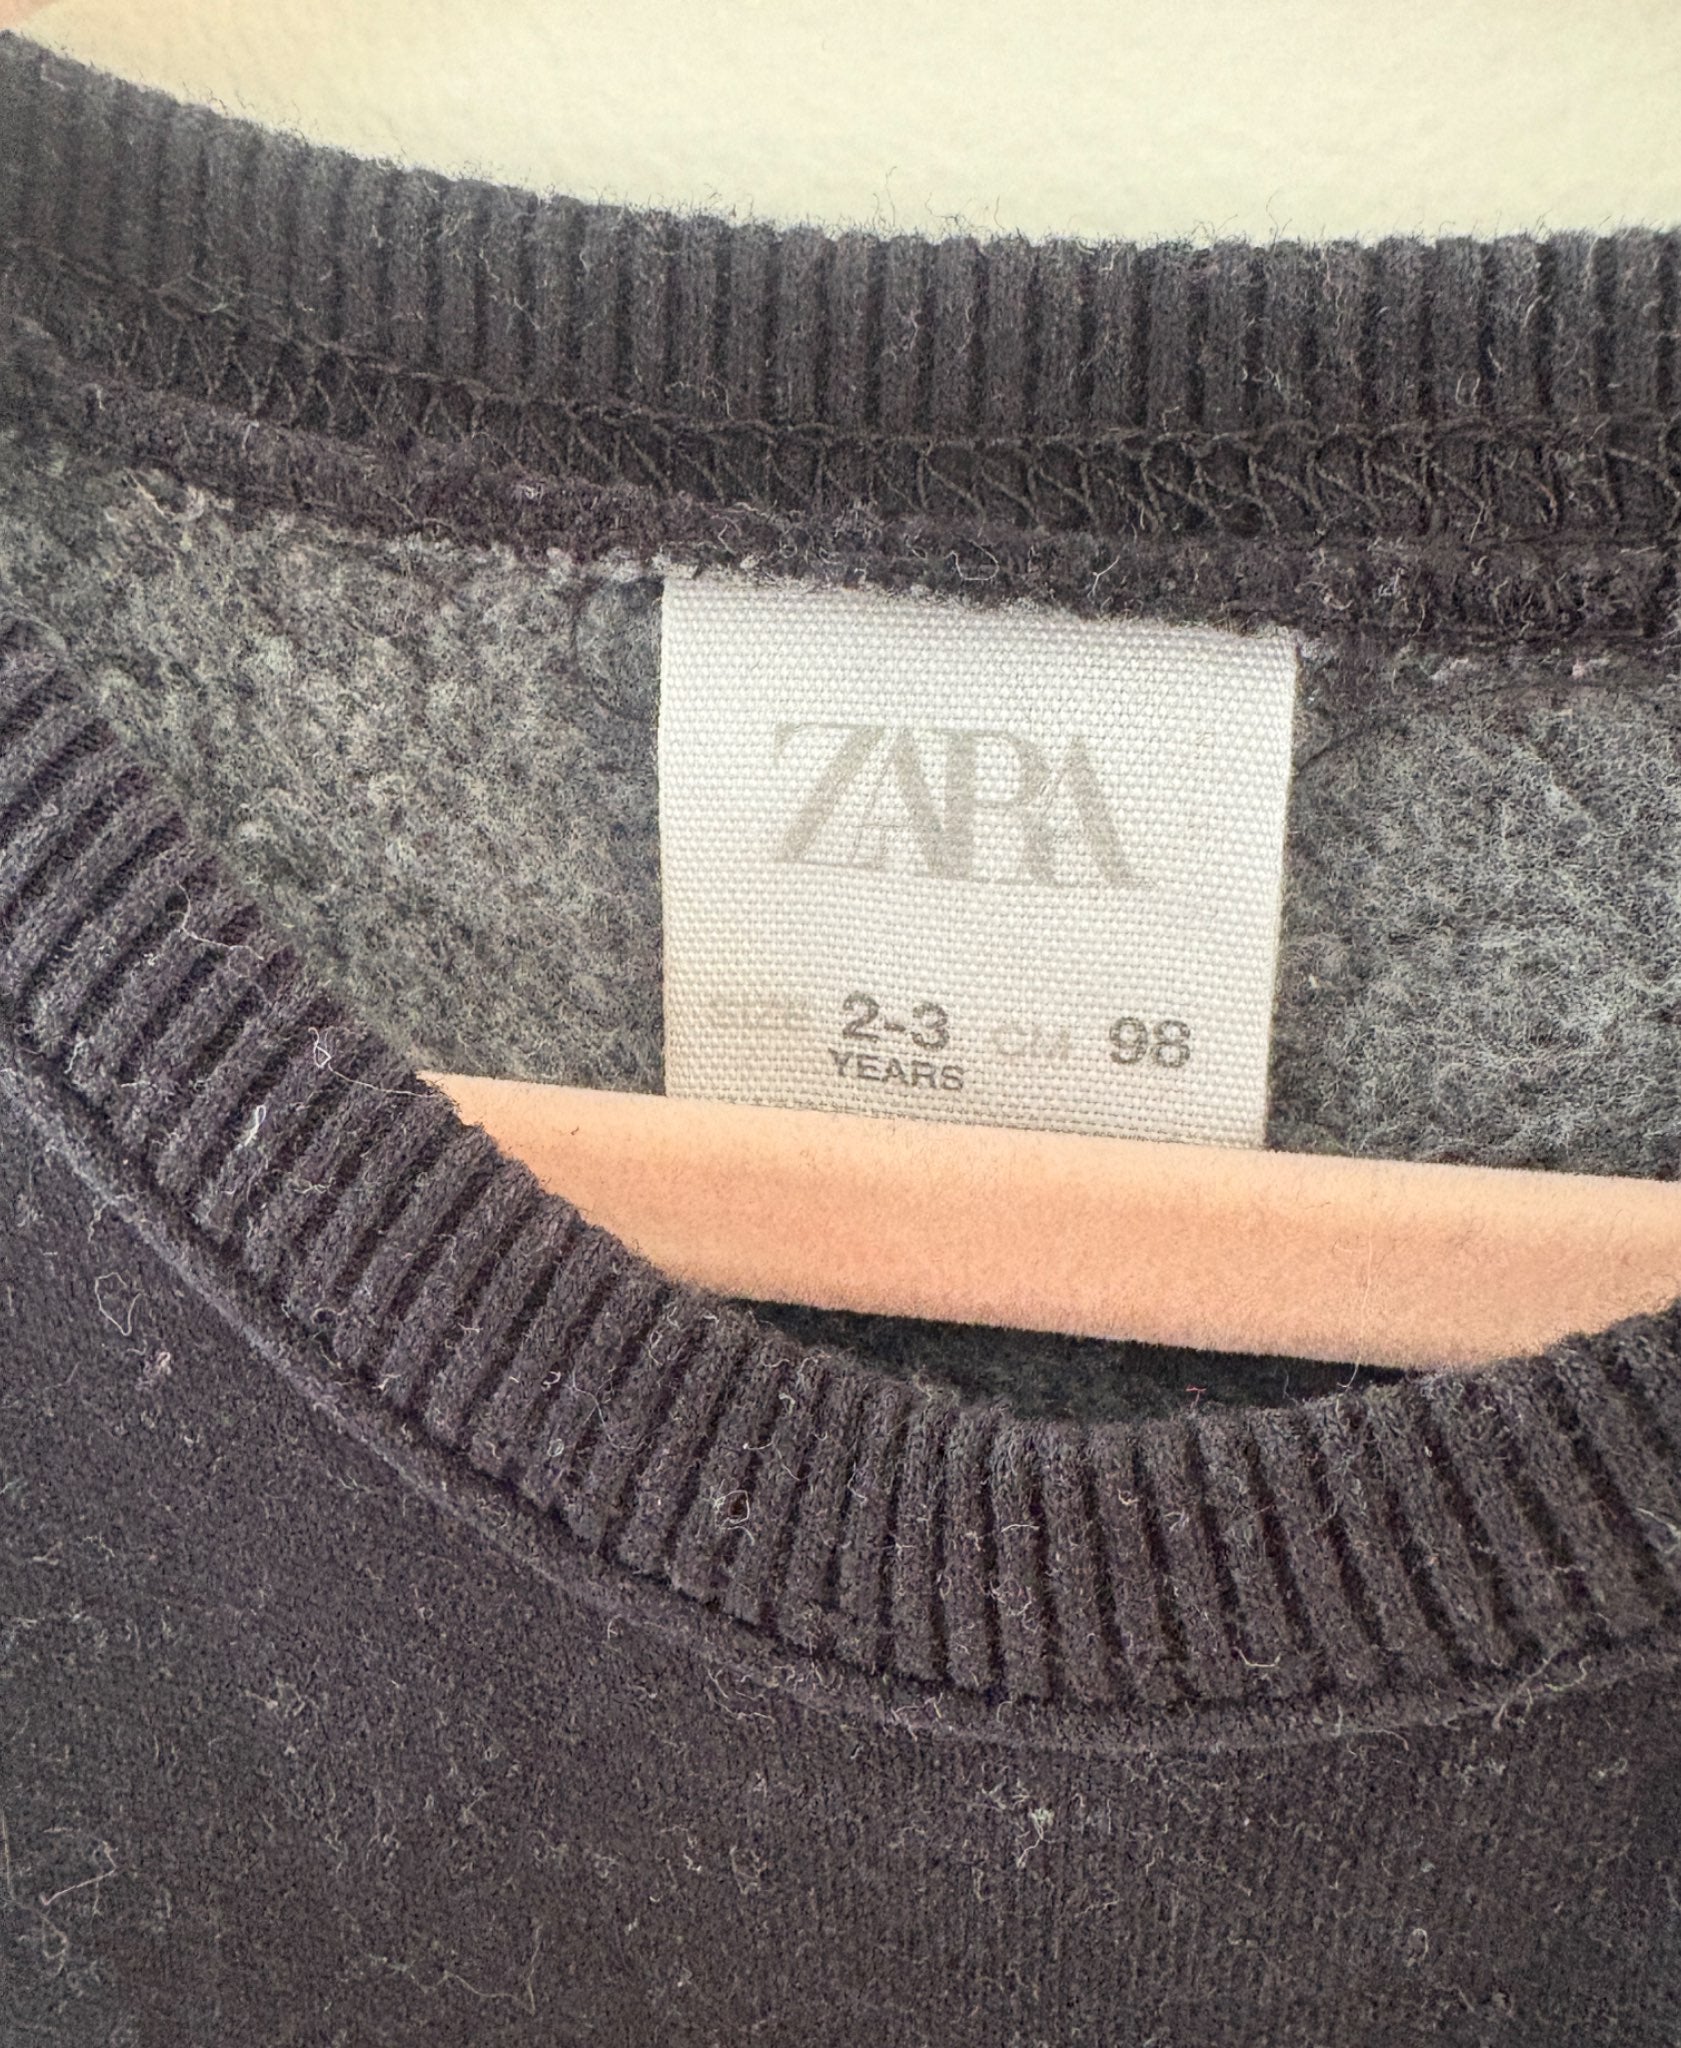 ZARA
SIZE 2-3 CM 98
YEARS